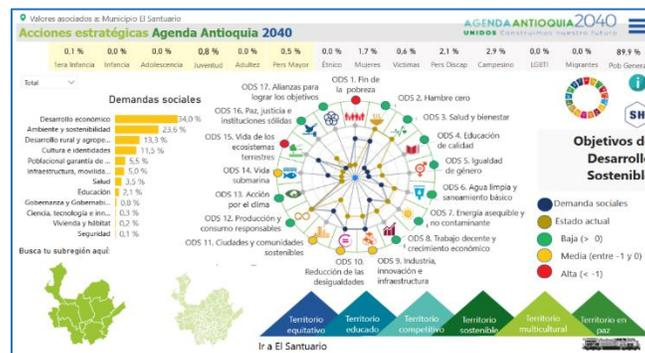 Valores asociados a: Municipio El Santuario
Acciones estratégicas Agenda Antioquia 2040
AGENDA ANTIOQUIA 2040
UNIDOS Construimos nuestro futuro
0.1 % 0.0 % 0.0 % 0,8 % 0.0 % 0.5 % 0.0 % 1.7 % 0.6 % 2.1 % 2.9 % 0.0 % 0.0 % 89.9 %
1era Infancia Infancia Adolescencia Juventud Adultez Pers Mayor Étnico Mujeres Víctimas Pers Discap Campesino LGBTI Migrantes Pob General
Total
Demandas sociales
Desarrollo económico 34,0 %
Ambiente y sostenibilidad 23,6 %
Desarrollo rural y agrope... 13,3 %
Cultura e identidades 11,5 %
Poblacional garantía de ... 5,5 %
Infraestructura, movilida... 5,0 %
Salud 3,5 %
Educación 2,1 %
Gobernanza y Gobernabi... 0,8 %
Ciencia, tecnología e inn... 0,3 %
Vivienda y hábitat 0,2 %
Seguridad 0,1 %
Busca tu subregión aquí:
ODS 1. Fin de la pobreza
ODS 2. Hambre cero
ODS 3. Salud y bienestar
ODS 4. Educación de calidad
ODS 5. Igualdad de género
ODS 6. Agua limpia y saneamiento básico
ODS 7. Energía asequible y no contaminante
ODS 8. Trabajo decente y crecimiento económico
ODS 9. Industria, innovación e infraestructura
ODS 10. Reducción de las desigualdades
ODS 11. Ciudades y comunidades sostenibles
ODS 12. Producción y consumo responsables
ODS 13. Acción por el clima
ODS 14. Vida submarina
ODS 15. Vida de los ecosistemas terrestres
ODS 16. Paz, justicia e instituciones sólidas
ODS 17. Alianzas para lograr los objetivos
SH
Objetivos d
Desarroll
Sostenibl
Demanda sociales
Estado actual
Baja (> 0)
Media (entre -1 y 0)
Alta (< -1)
Territorio equitativo
Territorio educado
Territorio competitivo
Territorio sostenible
Territorio multicultural
Territorio en paz
Ir a El Santuario